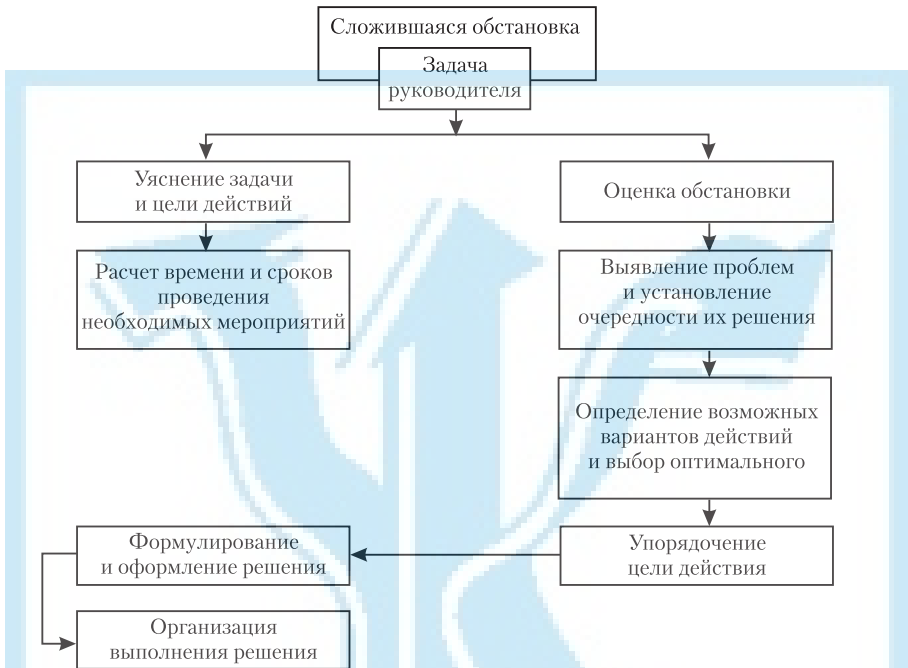 Сложившаяся обстановка
Задача
руководителя
Уяснение задачи
и цели действий
Оценка обстановки
Расчет времени и сроков
проведения
необходимых мероприятий
Выявление проблем
и установление
очередности их решения
Определение возможных
вариантов действий
и выбор оптимального
Формулирование
и оформление решения
Упорядочение
цели действия
Организация
выполнения решения